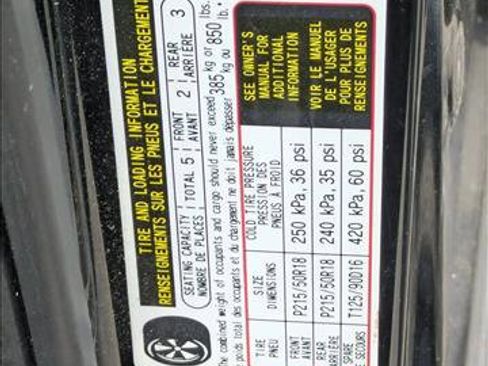 TIRE AND LOADING INFORMATION
RENSEIGNEMENTS SUR LES PNEUS ET LE CHARGEMENT
SEATING CAPACITY | TOTAL 5 | FRONT 2 | REAR 3
NOMBRE DE PLACES | AVANT | ARRIÈRE
The combined weight of occupants and cargo should never exceed 385 kg or 850 lbs.
poids total des occupants et du chargement ne doit jamais dépasser 385 kg ou 850 lb.
TIRE SIZE COLD TIRE PRESSURE
PNEU DIMENSIONS PRESSION DES PNEUS À FROID
FRONT AVANT P215/50R18 250 kPa, 36 psi
REAR ARRIÈRE P215/50R18 240 kPa, 35 psi
SPARE SECOURS T125/90D16 420 kPa, 60 psi
SEE OWNER'S
MANUAL FOR
ADDITIONAL
INFORMATION
VOIR LE MANUEL
DE L'USAGER
POUR PLUS DE
RENSEIGNEMENTS